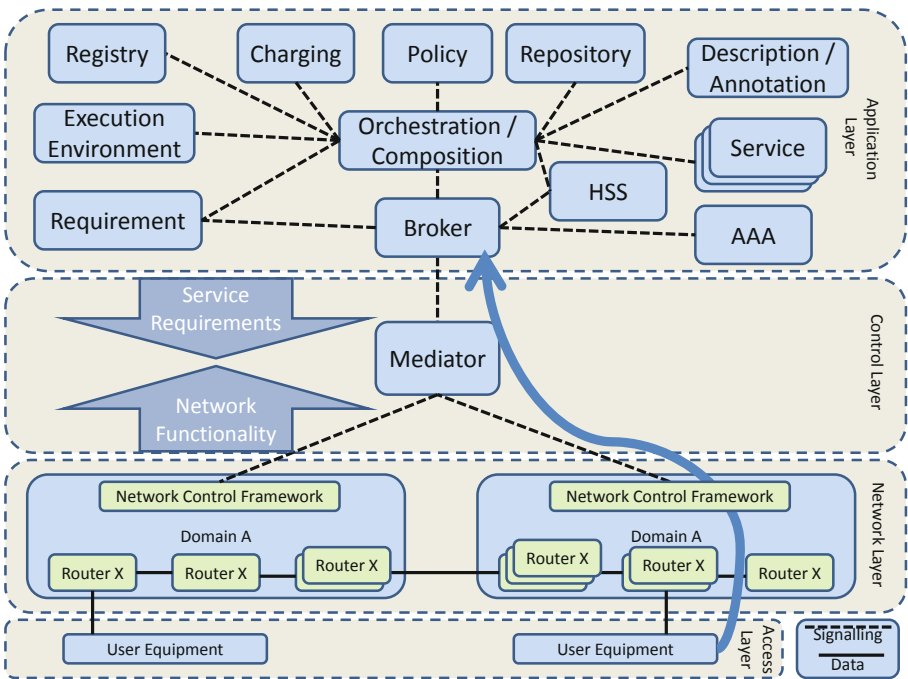 Registry
Charging
Policy
Repository
Description /
Annotation
Execution
Environment
Orchestration /
Composition
Service
HSS
Requirement
Broker
AAA
Application
Layer
Service
Requirements
Mediator
Network
Functionality
Control Layer
Network Control Framework
Network Control Framework
Domain A
Domain A
Router X
Router X
Router X
Router X
Router X
Router X
Network Layer
User Equipment
User Equipment
Access
Layer
Signalling
Data